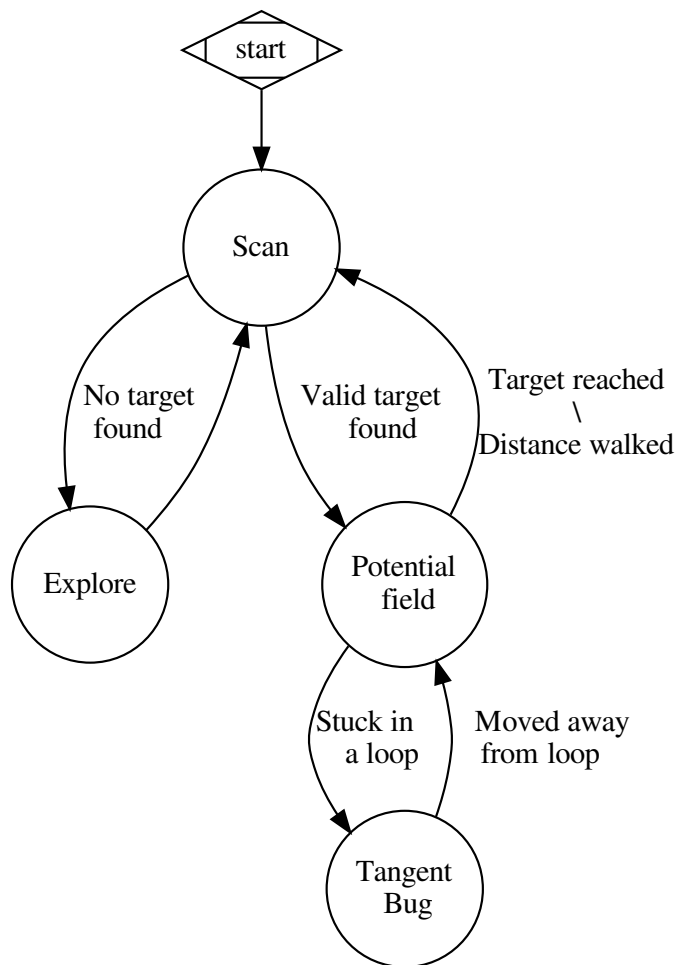 start
Scan
No target
found
Valid target
found
Target reached
\
Distance walked
Explore
Potential
field
Stuck in
a loop
Moved away
from loop
Tangent
Bug